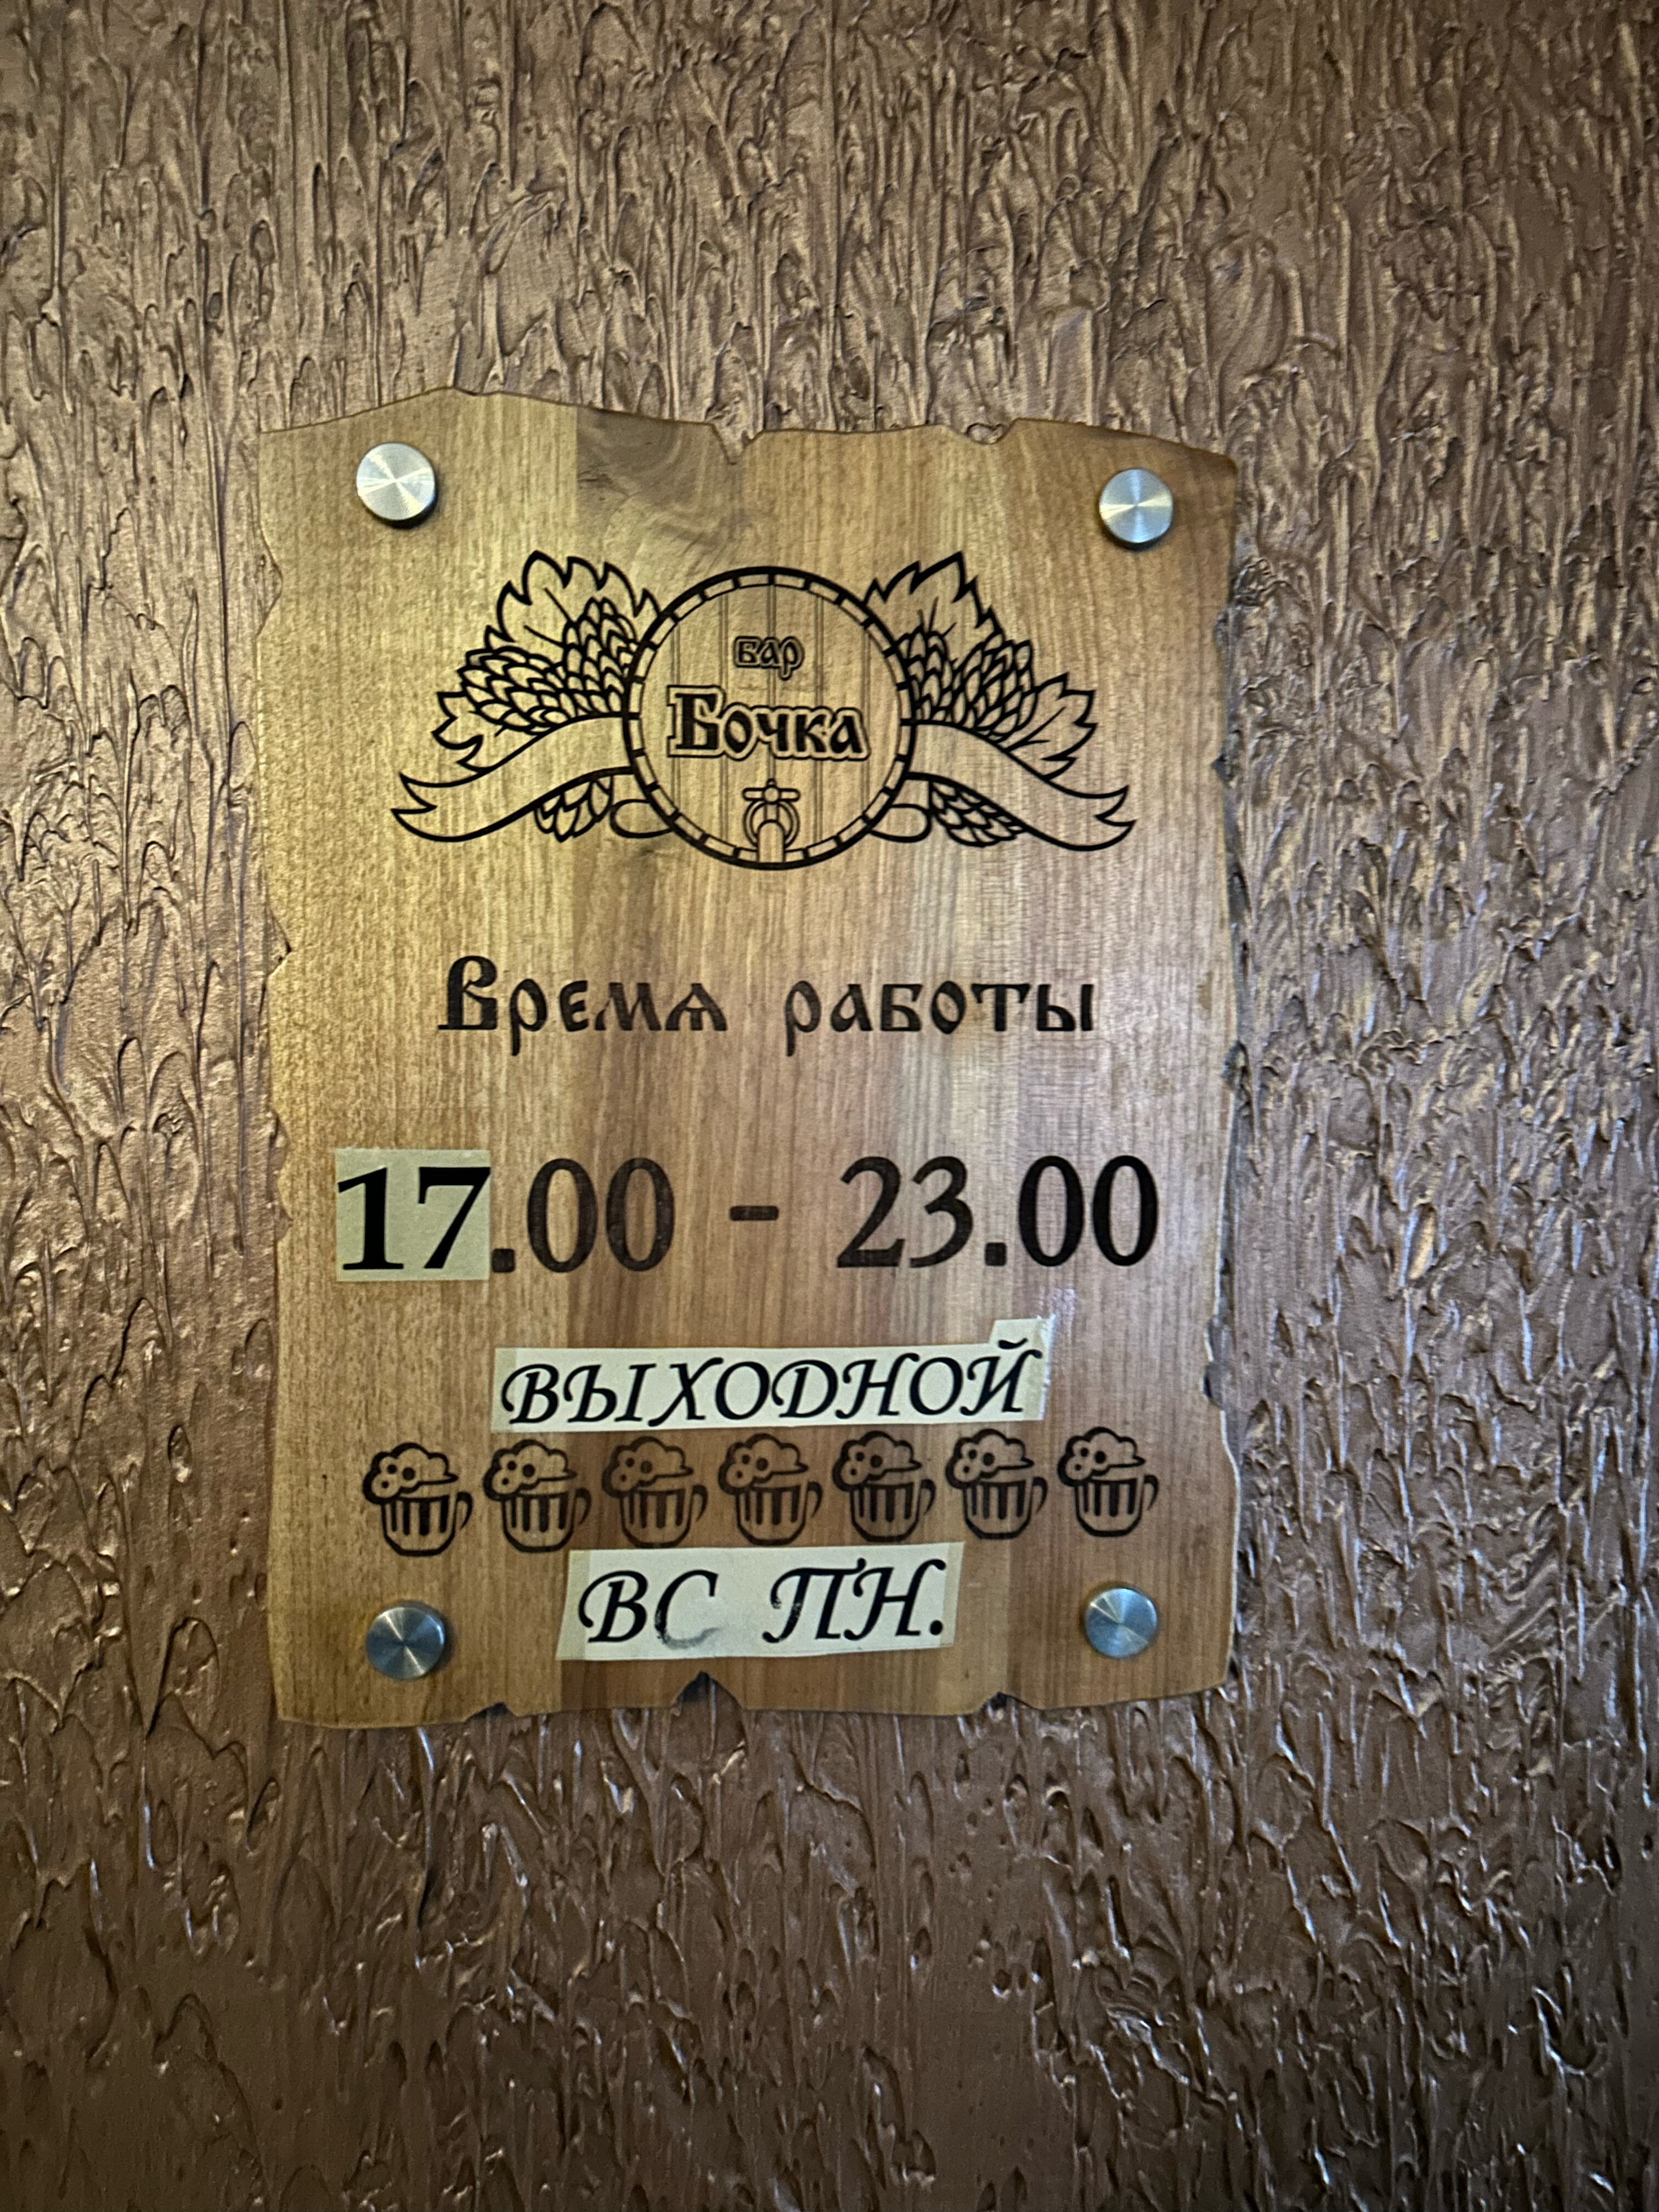 бар
Бочка
Время работы
17.00 - 23.00
ВЫХОДНОЙ
ВС ПН.